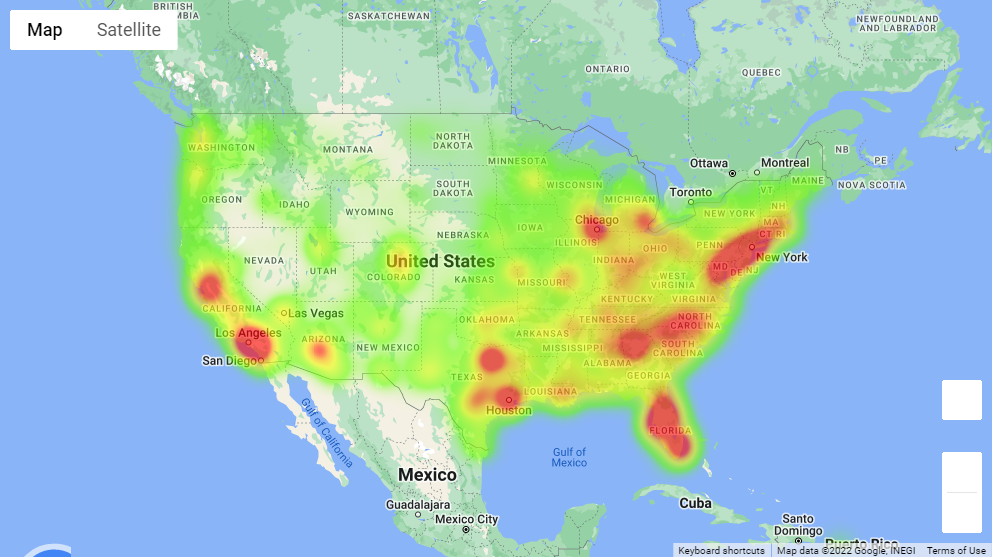 BRITISH
COLUMBIA
SASKATCHEWAN
NEWFOUNDLAND
AND LABRADOR
Map
Satellite
ONTARIO
QUEBEC
WASHINGTON
MONTANA
NORTH
DAKOTA
MINNESOTA
Ottawa
Montreal
NB
PE
NOVA SCOTIA
MAINE
OREGON
IDAHO
SOUTH
DAKOTA
WISCONSIN
MICHIGAN
Toronto
VT
NH
WYOMING
NEW YORK
MA
CT RI
IOWA
Chicago
NEBRASKA
ILLINOIS
OHIO
PENN
New York
NEVADA
UTAH
United States
COLORADO
KANSAS
MISSOURI
INDIANA
MD
DE
NJ
WEST
VIRGINIA
KENTUCKY
VIRGINIA
CALIFORNIA
Las Vegas
OKLAHOMA
TENNESSEE
NORTH
CAROLINA
Los Angeles
ARIZONA
NEW MEXICO
ARKANSAS
MISSISSIPPI
SOUTH
CAROLINA
San Diego
ALABAMA
TEXAS
GEORGIA
LOUISIANA
Houston
Gulf of California
FLORIDA
Gulf of
Mexico
Mexico
Guadalajara
Mexico City
Cuba
Santo
Domingo
Puerto Rico
Keyboard shortcuts
Map data ©2022 Google, INEGI
Terms of Use